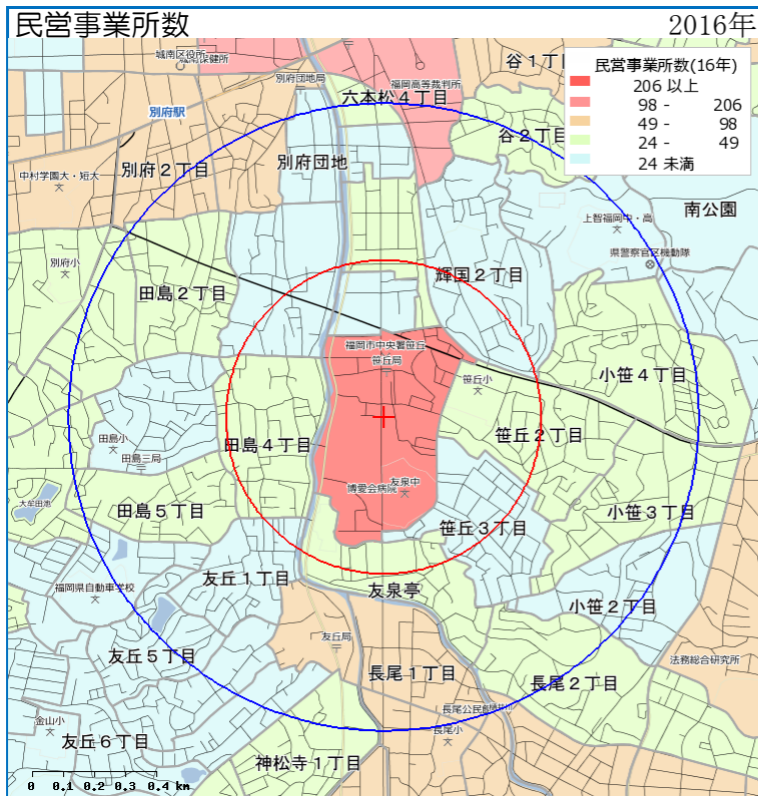 民営事業所数
2016年
民営事業所数(16年)
206 以上
98 - 206
49 - 98
24 - 49
24 未満
城南区役所
別府団地局
福岡高等裁判所
谷1丁目
六本松4丁目
別府駅
谷2丁目
別府団地
別府2丁目
中村学園大・短大
上智福岡中・高
南公園
県警察官区機動隊
別府小
輝国2丁目
田島2丁目
福岡市中央署笹丘
笹丘局
小笹4丁目
笹丘小
田島小
田島三局
田島4丁目
笹丘2丁目
博愛会病院
友泉中
大牟田池
田島5丁目
笹丘3丁目
小笹3丁目
福岡県自動車学校
友丘1丁目
友泉亭
小笹2丁目
友丘局
友丘5丁目
長尾1丁目
法務総合研究所
長尾2丁目
金山小
長尾公民館
長尾小
友丘6丁目
神松寺1丁目
0 0.1 0.2 0.3 0.4 km